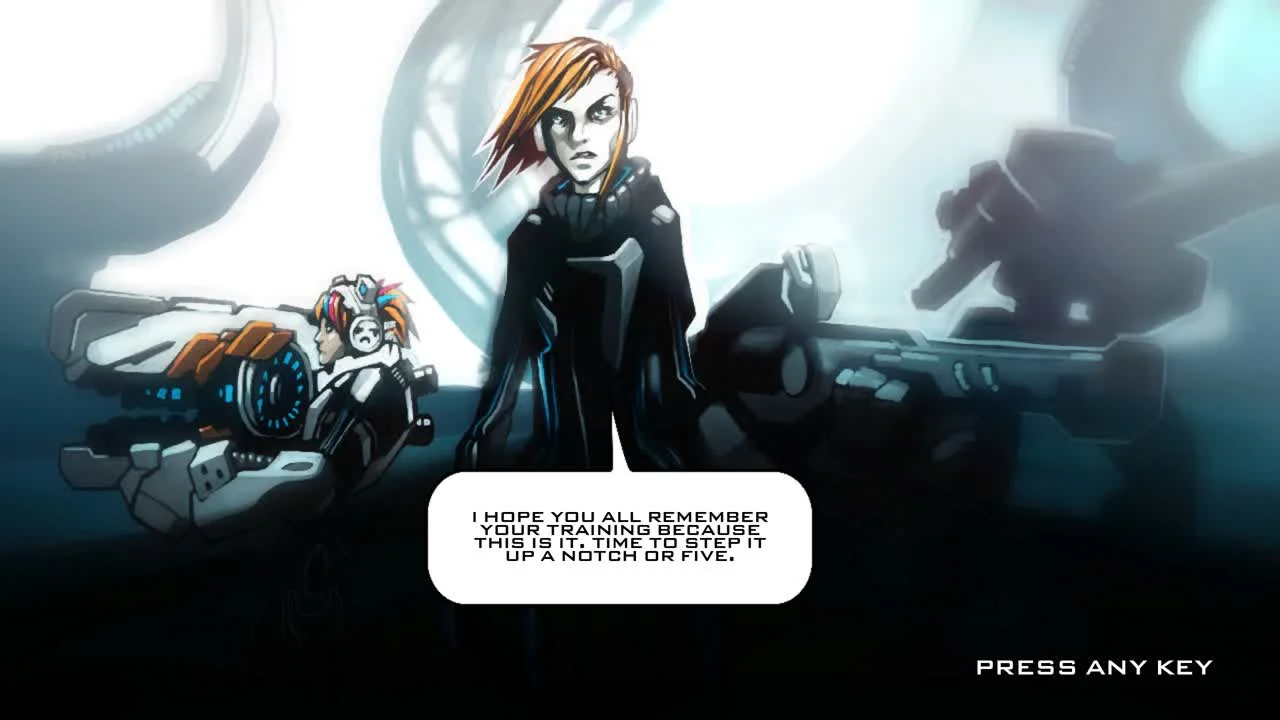 I HOPE YOU ALL REMEMBER
YOUR TRAINING BECAUSE
THIS IS IT. TIME TO STEP IT
UP A NOTCH OR FIVE.
PRESS ANY KEY